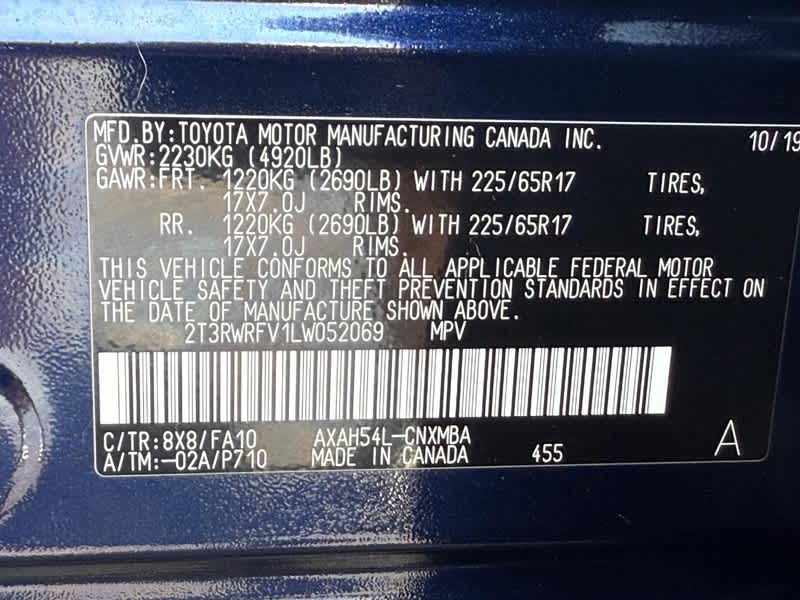 MFD.BY:TOYOTA MOTOR MANUFACTURING CANADA INC. 10/19
GVWR:2230KG (4920LB)
GAWR:FRT. 1220KG (2690LB) WITH 225/65R17 TIRES,
17X7.0J RIMS.
RR. 1220KG (2690LB) WITH 225/65R17 TIRES,
17X7.0J RIMS.
THIS VEHICLE CONFORMS TO ALL APPLICABLE FEDERAL MOTOR
VEHICLE SAFETY AND THEFT PREVENTION STANDARDS IN EFFECT ON
THE DATE OF MANUFACTURE SHOWN ABOVE.
2T3RWRFV1LW052069 MPV
C/TR:8X8/FA10 AXAH54L-CNXMBA A
A/TM:-02A/P710 MADE IN CANADA 455